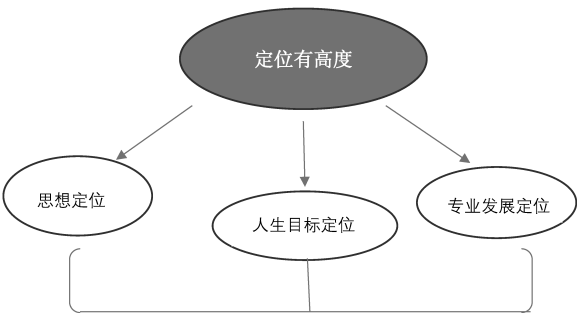 定位有高度
思想定位
人生目标定位
专业发展定位